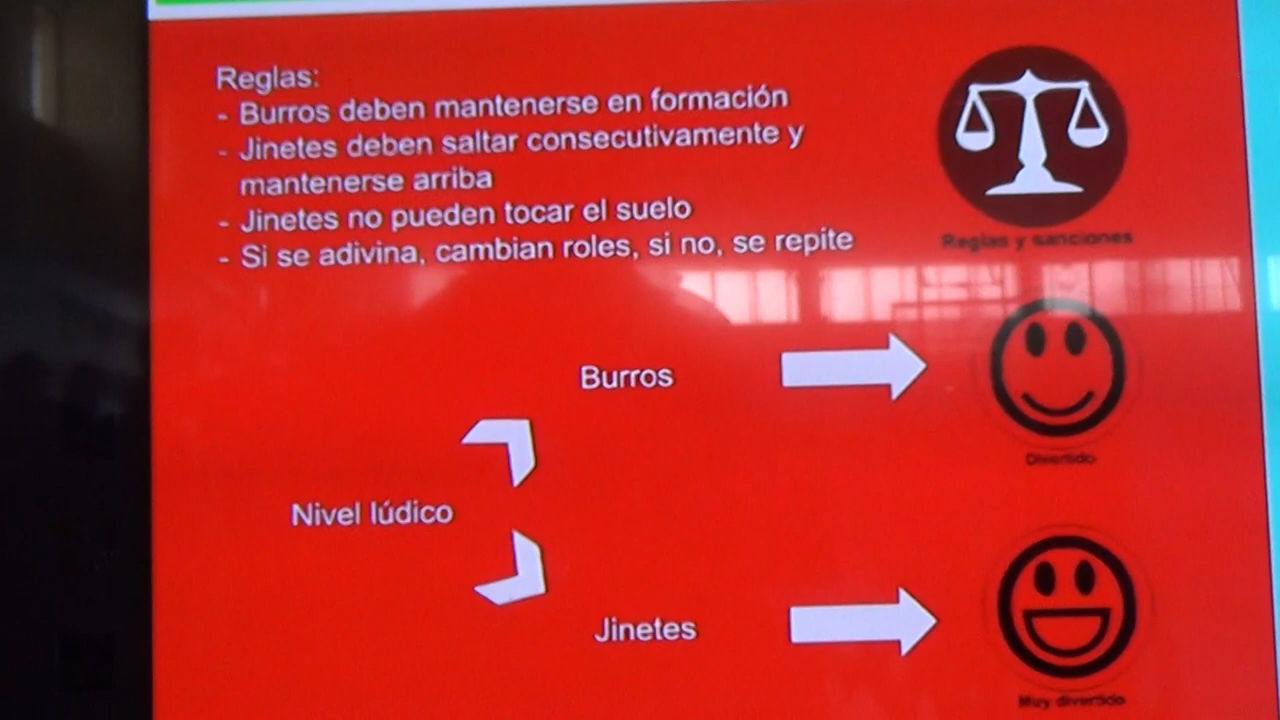 Reglas:
- Burros deben mantenerse en formación
- Jinetes deben saltar consecutivamente y
mantenerse arriba
- Jinetes no pueden tocar el suelo
- Si se adivina, cambian roles, si no, se repite
Reglas y sanciones
Burros
Divertido
Nivel lúdico
Jinetes
Muy divertido